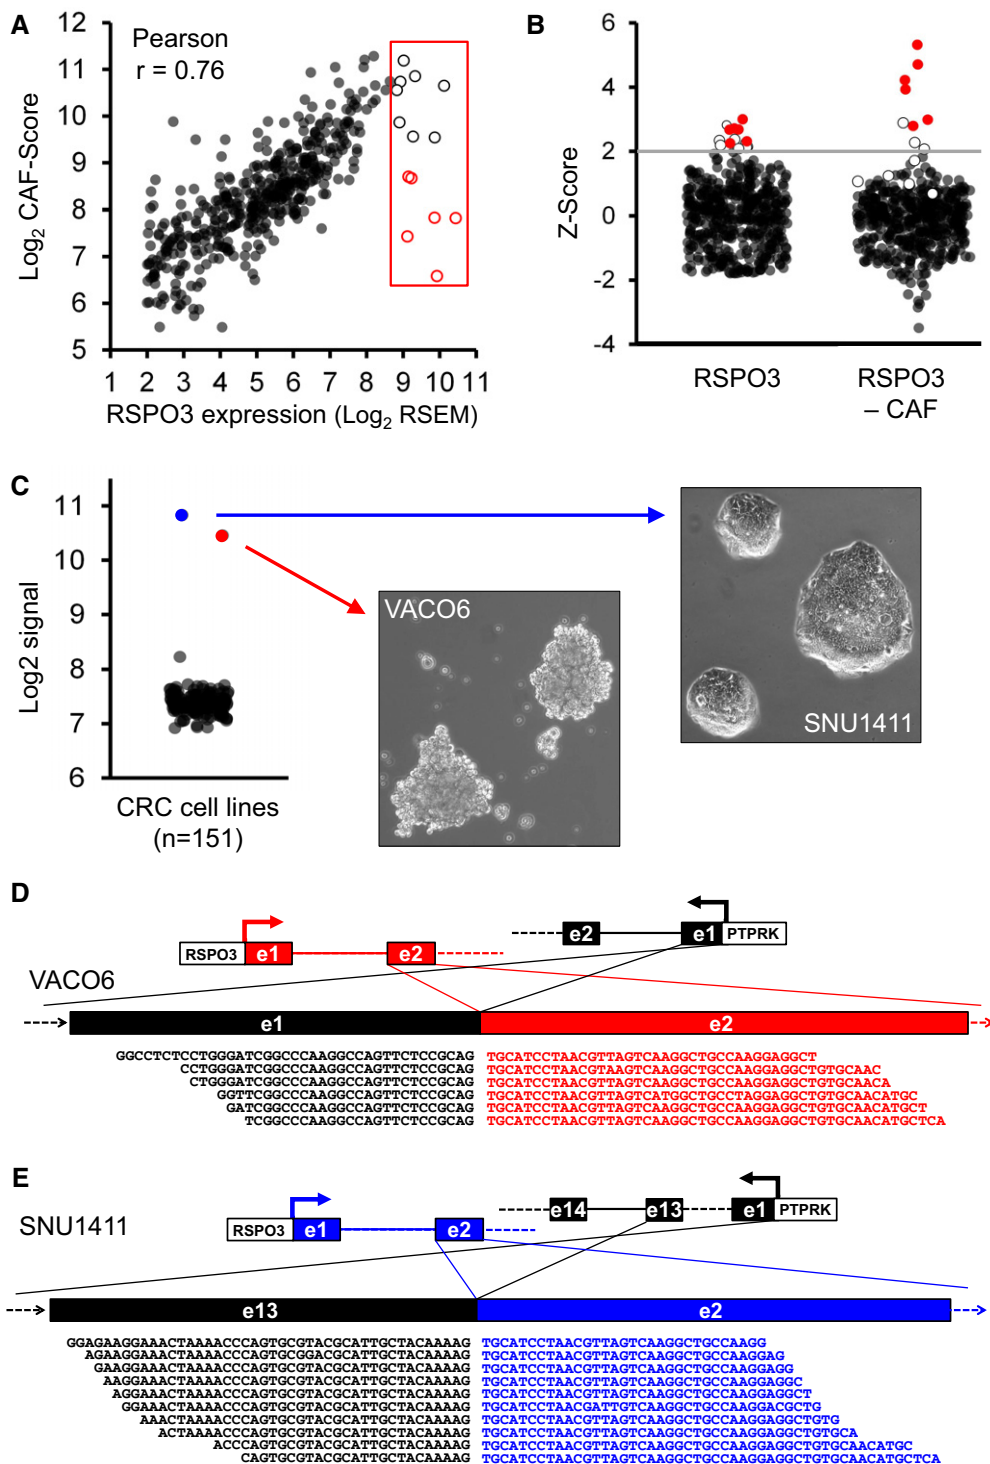 A
12
11
10
9
8
7
6
5
Log2 CAF-Score
Pearson
r = 0.76
1 2 3 4 5 6 7 8 9 10 11
RSPO3 expression (Log2 RSEM)
B
6
4
2
0
-2
-4
Z-Score
RSPO3
RSPO3
– CAF
C
11
10
9
8
7
6
Log2 signal
CRC cell lines
(n=151)
VACO6
SNU1411
D
VACO6
RSPO3 e1 e2
e2 e1 PTPRK
e1 e2
GGCCTCTCCTGGGATCGGCCCAAGGCCAGTTCTCCGCAG TGCATCCTAACGTTAGTCAAGGCTGCCAAGGAGGCT
CCTGGGATCGGCCCAAGGCCAGTTCTCCGCAG TGCATCCTAACGTAAGTCAAGGCTGCCAAGGAGGCTGTGCAAC
CTGGGATCGGCCCAAGGCCAGTTCTCCGCAG TGCATCCTAACGTTAGTCAAGGCTGCCAAGGAGGCTGTGCAACA
GGTTCGGCCCAAGGCCAGTTCTCCGCAG TGCATCCTAACGTTAGTCATGGCTGCCTAGGAGGCTGTGCAACATGC
GATCGGCCCAAGGCCAGTTCTCCGCAG TGCATCCTAACGTTAGTCAAGGCTGCCAAGGAGGCTGTGCAACATGCT
TCGGCCCAAGGCCAGTTCTCCGCAG TGCATCCTAACGTTAGTCAAGGCTGCCAAGGAGGCTGTGCAACATGCTCA
E
SNU1411
RSPO3 e1 e2
e14 e13 e1 PTPRK
e13 e2
GGAGAAGGAAACTAAAACCCAGTGCGTACGCATTGCTACAAAAG TGCATCCTAACGTTAGTCAAGGCTGCCAAGG
AGAAGGAAACTAAAACCCAGTGCGGACGCATTGCTACAAAAG TGCATCCTAACGTTAGTCAAGGCTGCCAAGGAG
GAAGGAAACTAAAACCCAGTGCGTACGCATTGCTACAAAAG TGCATCCTAACGTTAGTCAAGGCTGCCAAGGAGG
AAGGAAACTAAAACCCAGTGCGTACGCATTGCTACAAAAG TGCATCCTAACGTTAGTCAAGGCTGCCAAGGAGGC
AGGAAACTAAAACCCAGTGCGTACGCATTGCTACAAAAG TGCATCCTAACGTTAGTCAAGGCTGCCAAGGAGGCT
GGAAACTAAAACCCAGTGCGTACGCATTGCTACAAAAG TGCATCCTAACGATTGTCAAGGCTGCCAAGGACGCTG
AAACTAAAACCCAGTGCGTACGCATTGCTACAAAAG TGCATCCTAACGTTAGTCAAGGCTGCCAAGGAGGCTGTG
ACTAAAACCCAGTGCGTACGCATTGCTACAAAAG TGCATCCTAACGTTAGTCAAGGCTGCCAAGGAGGCTGTGCA
ACCCAGTGCGTACGCATTGCTACAAAAG TGCATCCTAACGTTAGTCAAGGCTGCCAAGGAGGCTGTGCAACATGC
CAGTGCGTACGCATTGCTACAAAAG TGCATCCTAACGTTAGTCAAGGCTGCCAAGGAGGCTGTGCAACATGCTCA